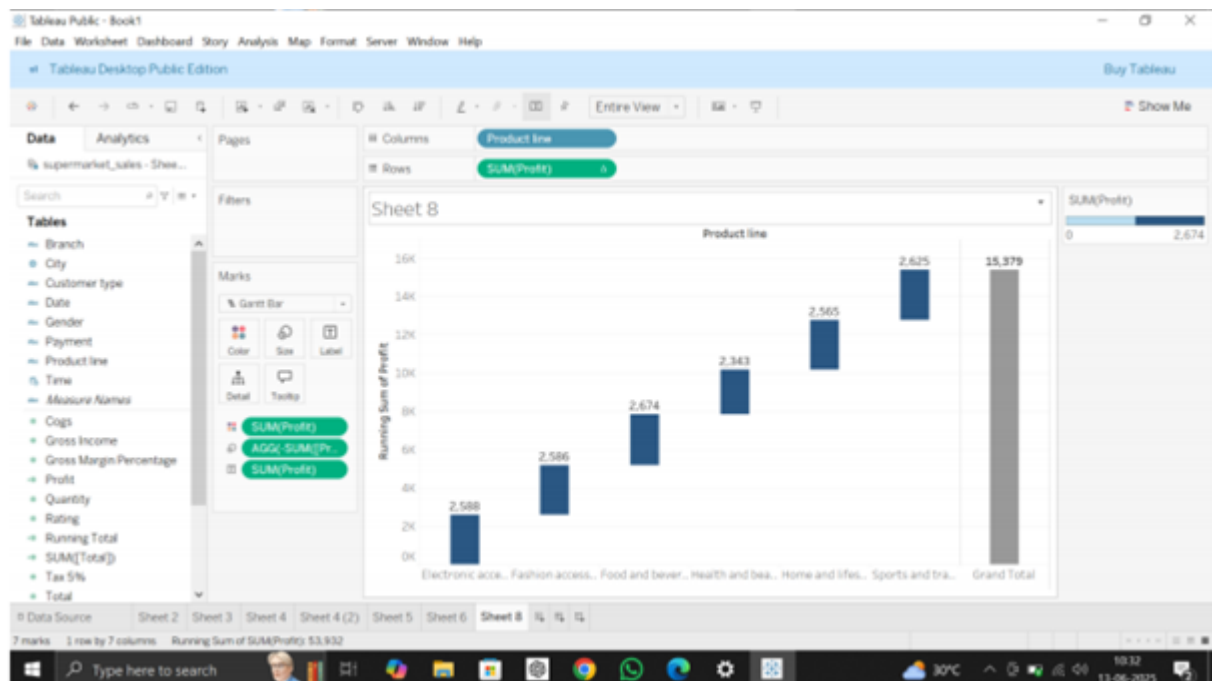 Tableau Public - Book1
File Data Worksheet Dashboard Story Analysis Map Format Server Window Help
Tableau Desktop Public Edition
Buy Tableau
Entire View
Show Me
Data Analytics
Pages
Columns
Product line
supermarket_sales - Shee...
Rows
SUM(Profit)
Search
Filters
Sheet 8
SUM(Profit)
0 2,674
Tables
Branch
City
Customer type
Date
Gender
Payment
Product line
Time
Measure Names
Cogs
Gross Income
Gross Margin Percentage
Profit
Quantity
Rating
Running Total
SUM([Total])
Tax 5%
Total
Marks
Gantt Bar
Color Size Label
Detail Tooltip
SUM(Profit)
AGG(-SUM([Pr..
SUM(Profit)
Product line
Running Sum of Profit
16K
14K
12K
10K
8K
6K
4K
2K
0K
2,588
2,586
2,674
2,343
2,565
2,625
15,379
Electronic acce.. Fashion access.. Food and bever.. Health and bea.. Home and lifes.. Sports and tra.. Grand Total
Data Source Sheet 2 Sheet 3 Sheet 4 Sheet 4 (2) Sheet 5 Sheet 6 Sheet 8
7 marks 1 row by 7 columns Running Sum of SUM(Profit): 53,932
Type here to search
30°C
10:32
13-06-2025